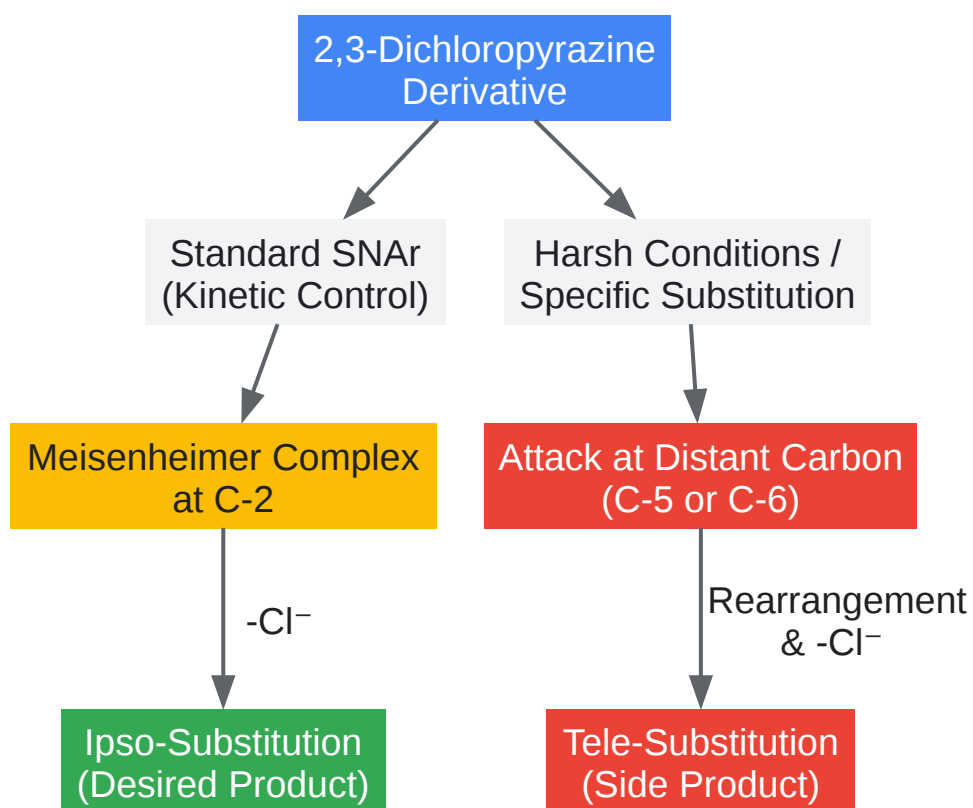 2,3-Dichloropyrazine
Derivative
Standard SNAr
(Kinetic Control)
Harsh Conditions /
Specific Substitution
Meisenheimer Complex
at C-2
Attack at Distant Carbon
(C-5 or C-6)
-Cl⁻
Rearrangement
& -Cl⁻
Ipso-Substitution
(Desired Product)
Tele-Substitution
(Side Product)